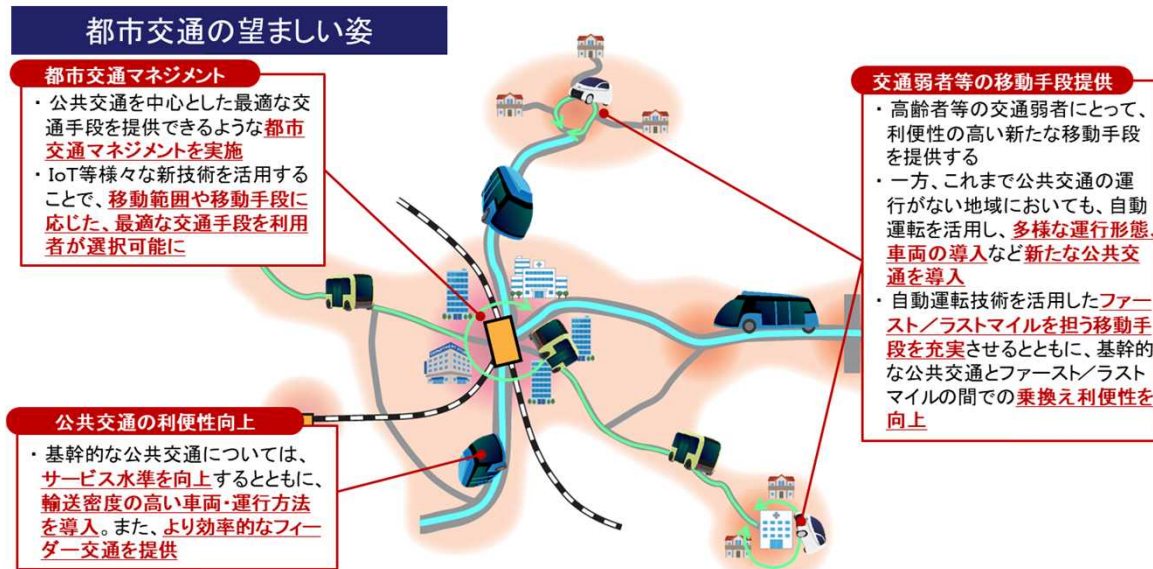 都市交通の望ましい姿
都市交通マネジメント
・ 公共交通を中心とした最適な交
通手段を提供できるような都市
交通マネジメントを実施
・ IoT等様々な新技術を活用する
ことで、移動範囲や移動手段に
応じた、最適な交通手段を利用
者が選択可能に
公共交通の利便性向上
・ 基幹的な公共交通については、
サービス水準を向上するとともに、
輸送密度の高い車両・運行方法
を導入。また、より効率的なフィー
ダー交通を提供
交通弱者等の移動手段提供
・ 高齢者等の交通弱者にとって、
利便性の高い新たな移動手段
を提供する
・ 一方、これまで公共交通の運
行がない地域においても、自動
運転を活用し、多様な運行形態、
車両の導入など新たな公共交
通を導入
・ 自動運転技術を活用したファー
スト／ラストマイルを担う移動手
段を充実させるとともに、基幹的
な公共交通とファースト／ラスト
マイルの間での乗換え利便性を
向上